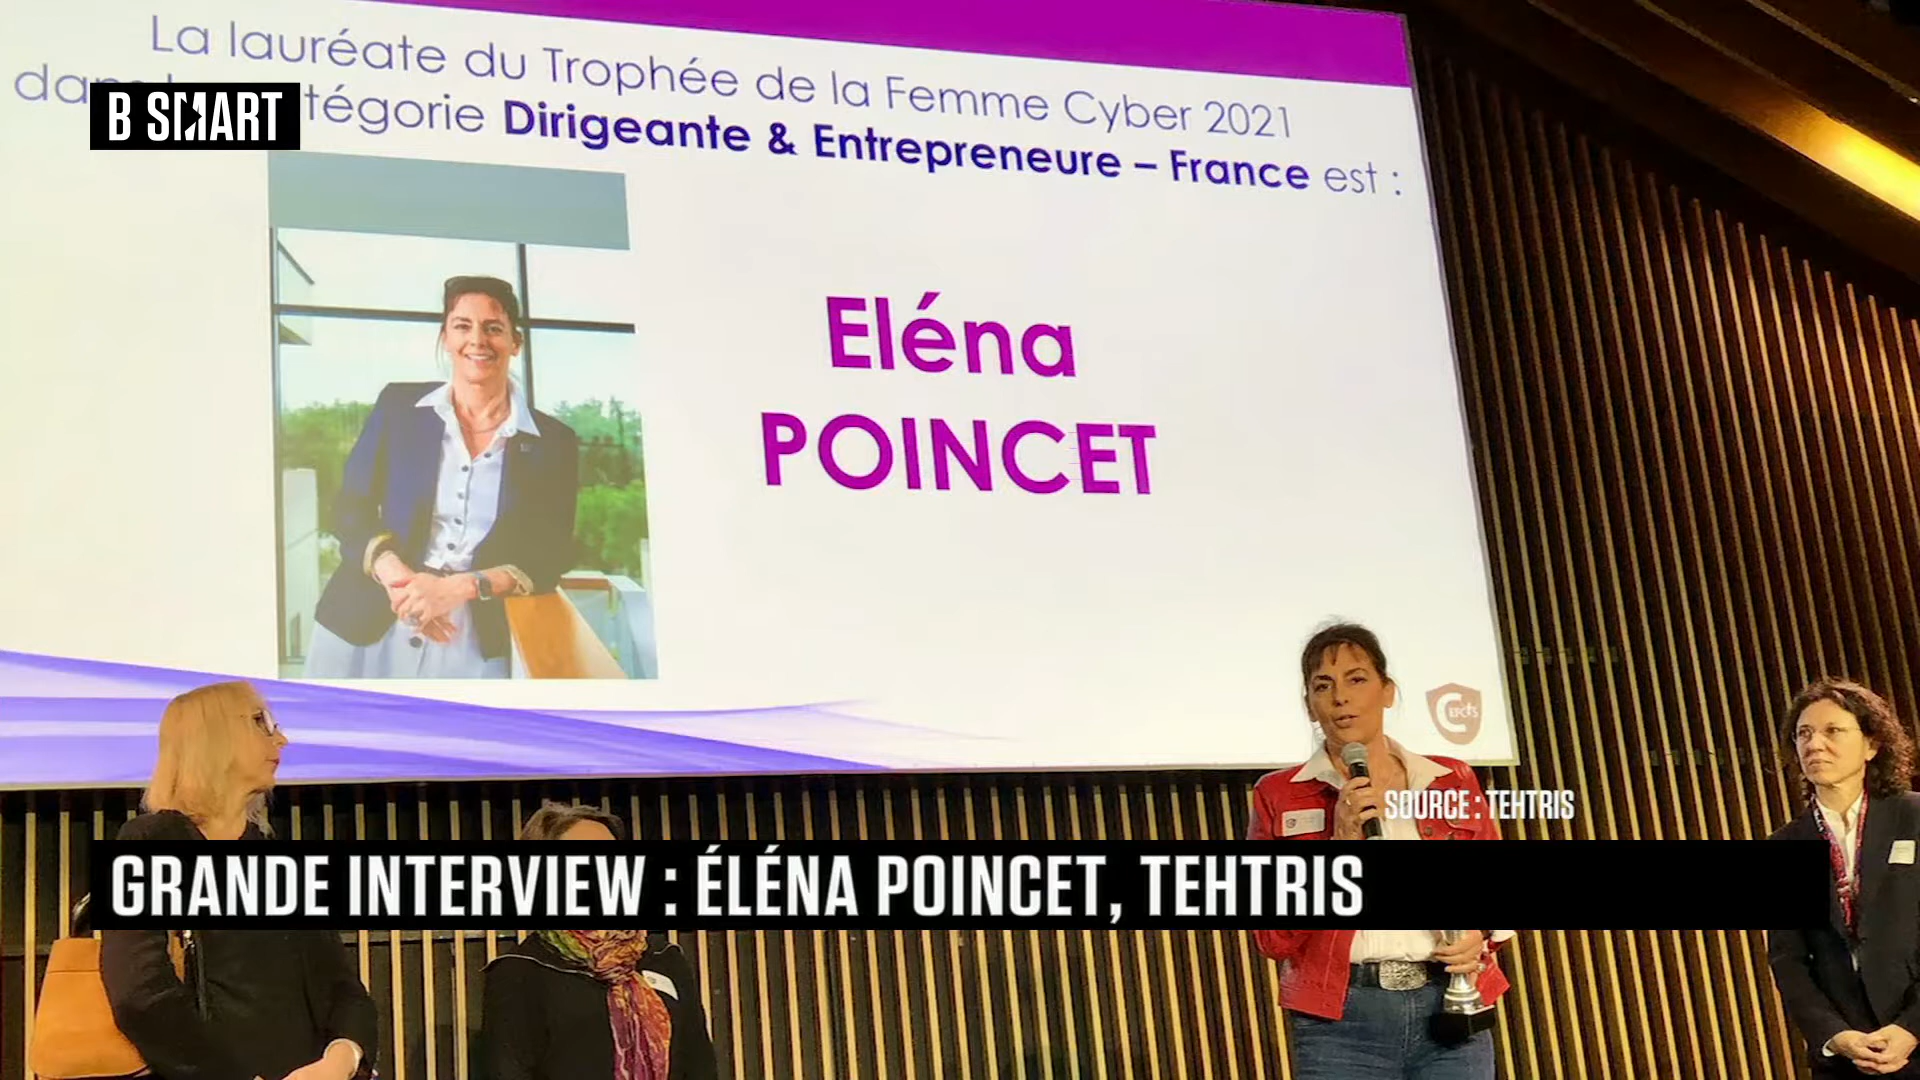 La lauréate du Trophée de la Femme Cyber 2021
tégorie Dirigeante & Entrepreneure – France est :
B SMART
Eléna
POINCET
CEFCYS
SOURCE : TEHTRIS
GRANDE INTERVIEW : ÉLÉNA POINCET, TEHTRIS